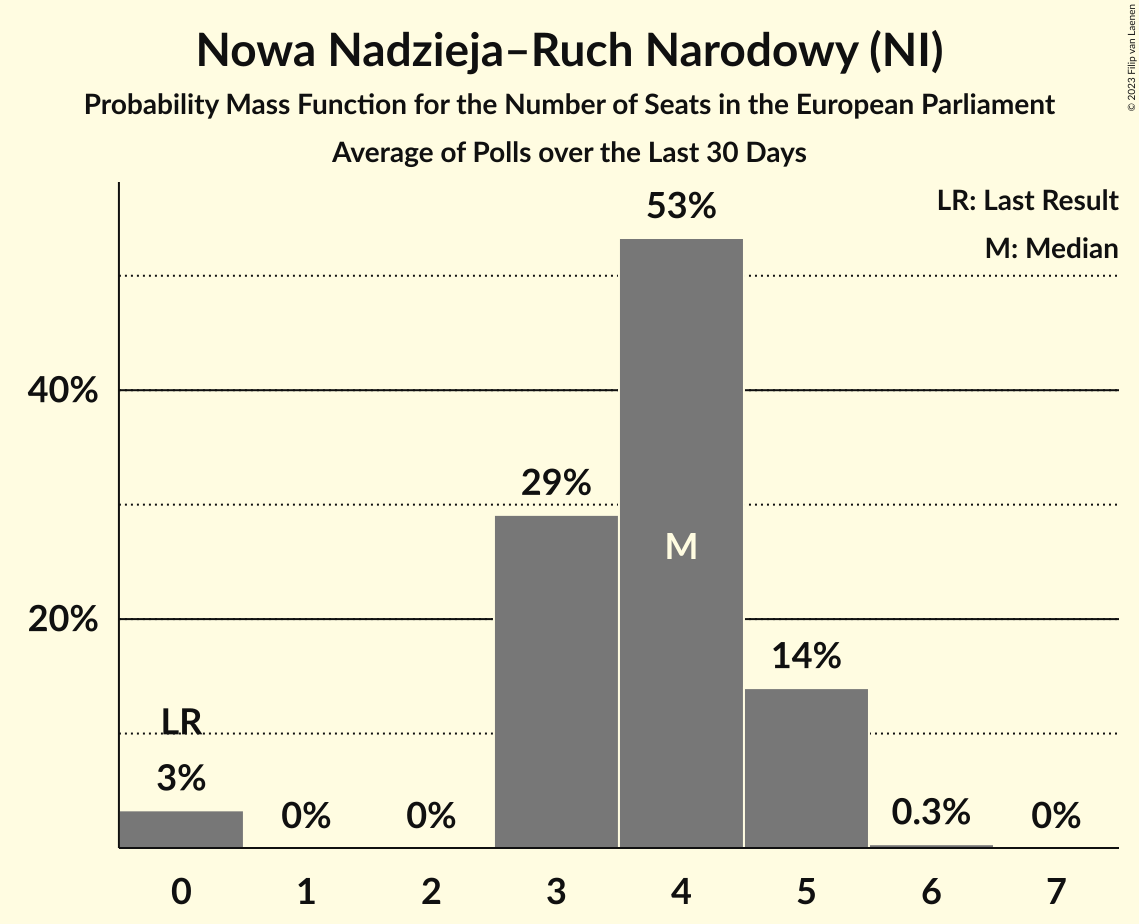 Nowa Nadzieja–Ruch Narodowy (NI)
Probability Mass Function for the Number of Seats in the European Parliament
Average of Polls over the Last 30 Days
© 2023 Filip van Laenen
LR: Last Result
M: Median
53%
40%
29%
M
20%
14%
LR
3%
0%
0%
0.3%
0%
0
1
2
3
4
5
6
7